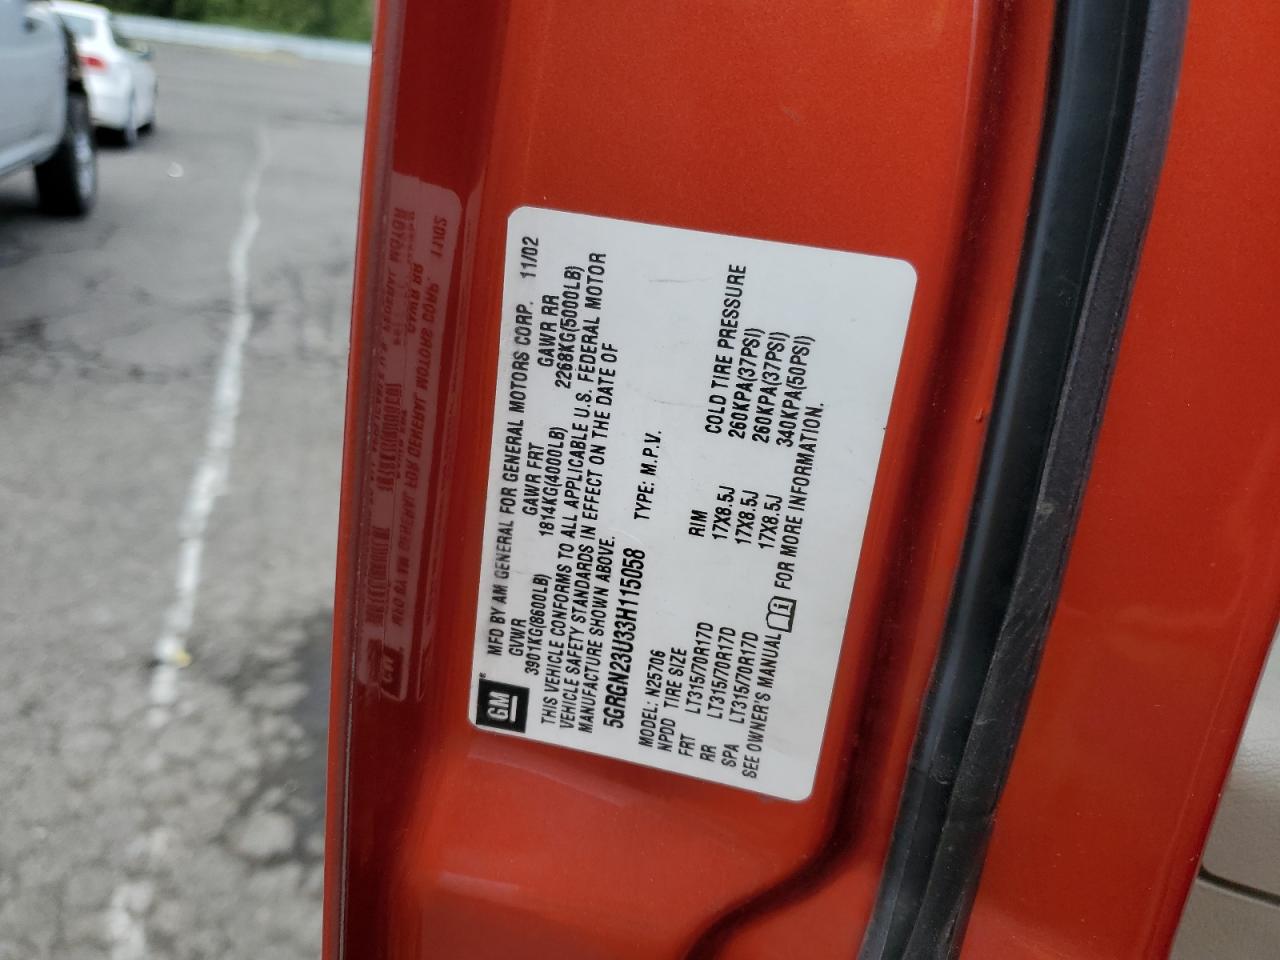 GM
MFD BY AM GENERAL FOR GENERAL MOTORS CORP. 11/02
GVWR GAWR FRT GAWR RR
3901KG(8600LB) 1814KG(4000LB) 2268KG(5000LB)
THIS VEHICLE CONFORMS TO ALL APPLICABLE U.S. FEDERAL MOTOR
VEHICLE SAFETY STANDARDS IN EFFECT ON THE DATE OF
MANUFACTURE SHOWN ABOVE.
5GRGN23U33H115058 TYPE: M.P.V.
MODEL: N25706
NPDD TIRE SIZE RIM COLD TIRE PRESSURE
FRT LT315/70R17D 17X8.5J 260KPA(37PSI)
RR LT315/70R17D 17X8.5J 260KPA(37PSI)
SPA LT315/70R17D 17X8.5J 340KPA(50PSI)
SEE OWNER'S MANUAL FOR MORE INFORMATION.